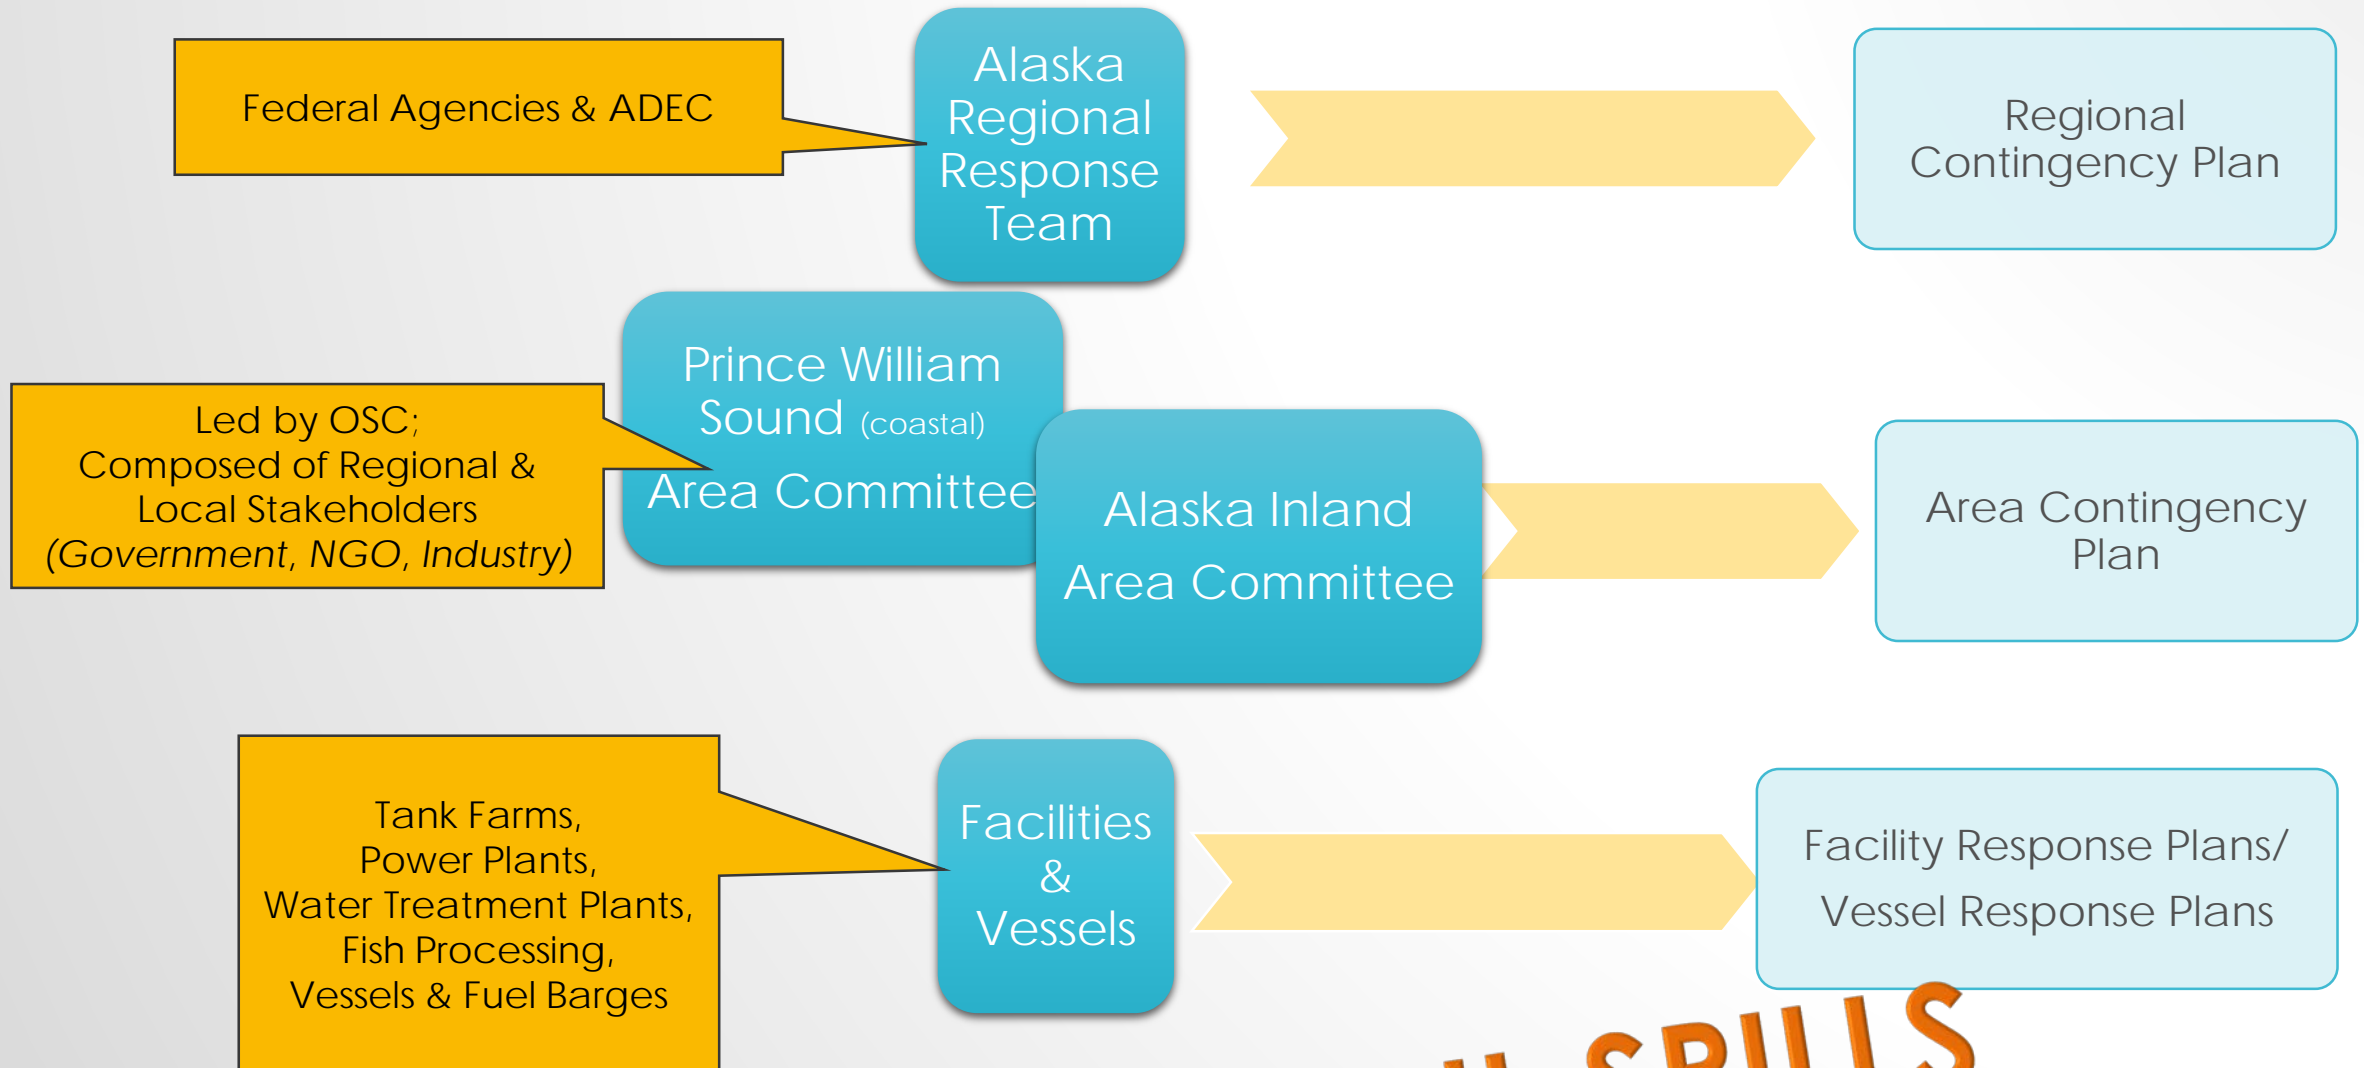 Federal Agencies & ADEC
Alaska
Regional
Response
Team
Regional
Contingency Plan
Prince William
Sound (coastal)
Area Committee
Led by OSC;
Composed of Regional &
Local Stakeholders
(Government, NGO, Industry)
Alaska Inland
Area Committee
Area Contingency
Plan
Tank Farms,
Power Plants,
Water Treatment Plants,
Fish Processing,
Vessels & Fuel Barges
Facilities
&
Vessels
Facility Response Plans/
Vessel Response Plans
SPILLS